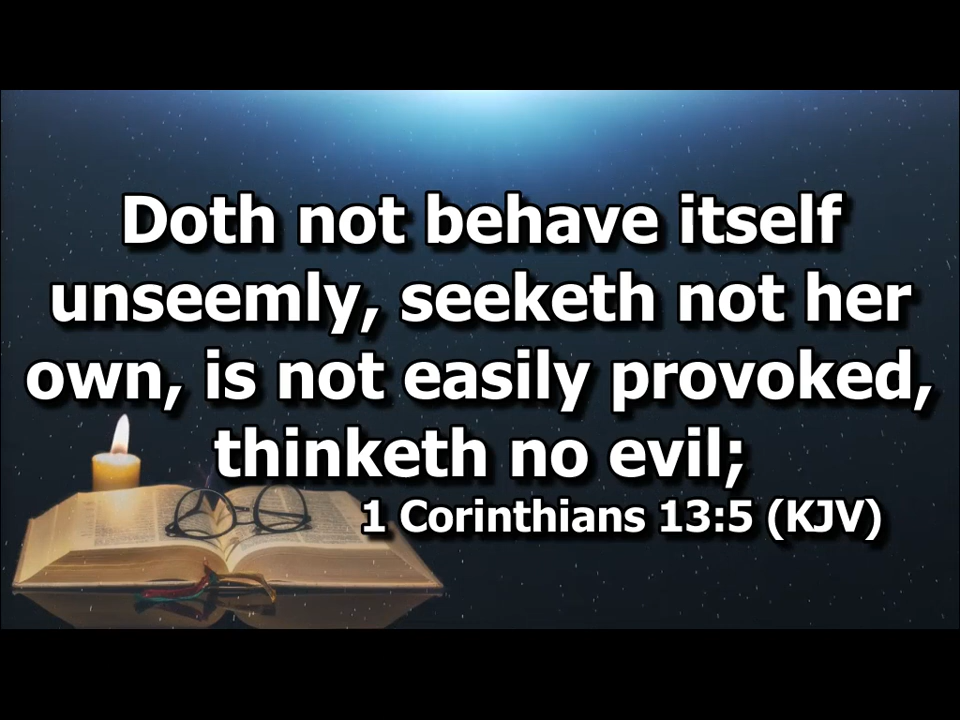 Doth not behave itself
unseemly, seeketh not her
own, is not easily provoked,
thinketh no evil;
1 Corinthians 13:5 (KJV)